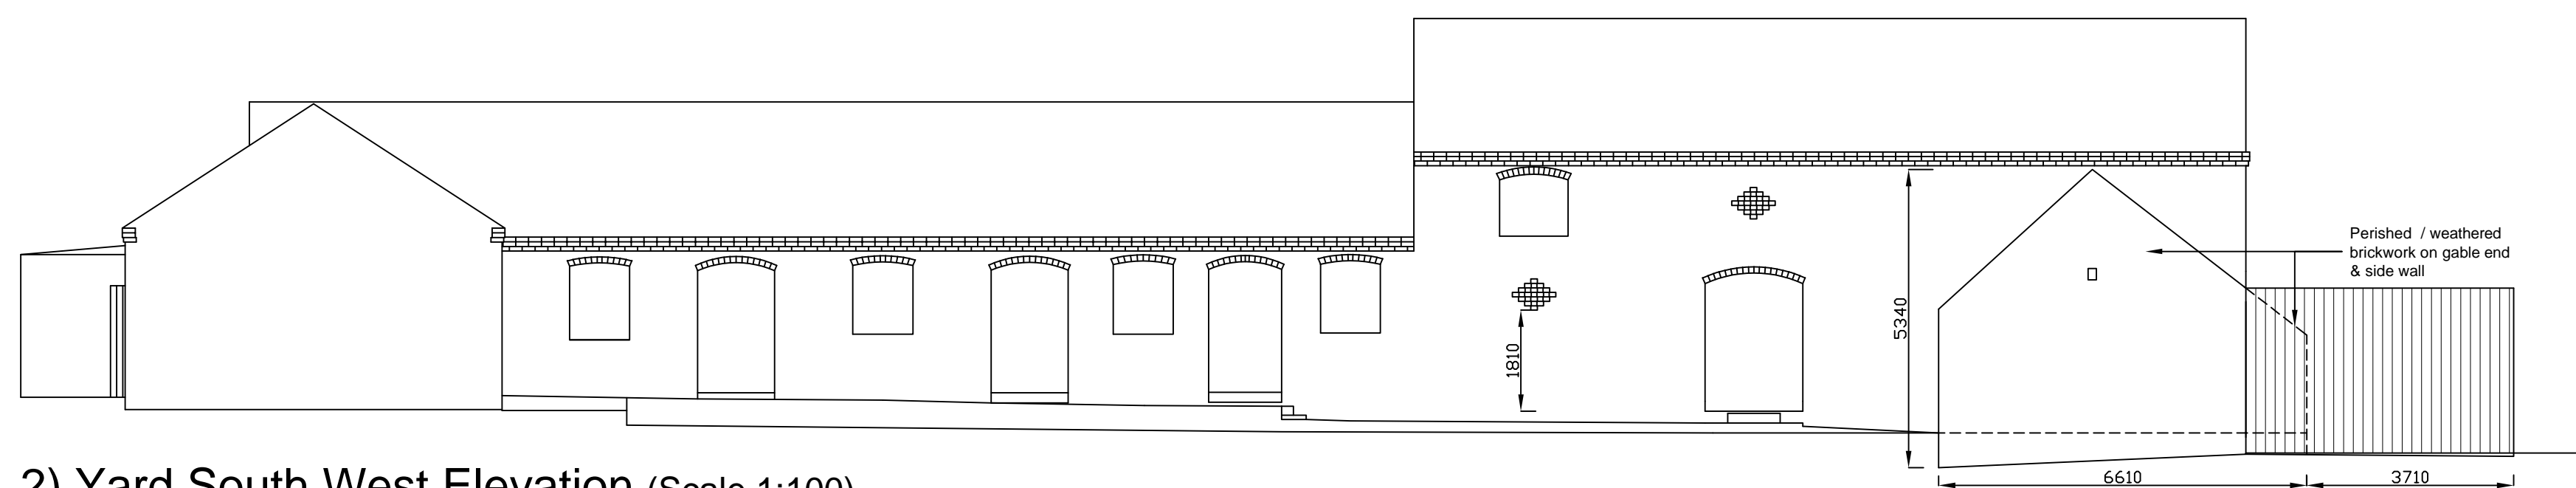 Perished / weathered
brickwork on gable end
& side wall
5340
1810
6610
3710
2) Yard South West Elevation (Scale 1:100)